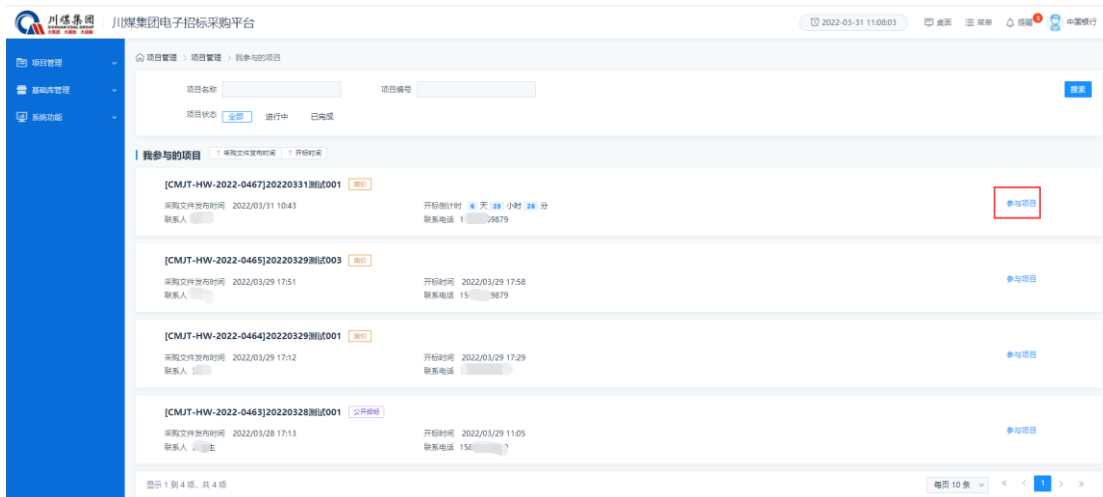 川煤集团 川煤集团电子招标采购平台 2022-03-31 11:08:03 桌面 菜单 提醒 中国银行
项目管理
基础库管理
系统功能
项目管理 > 项目管理 > 我参与的项目
项目名称 项目编号 搜索
项目状态 全部 进行中 已完成
我参与的项目 ↑ 采购文件发布时间 ↑ 开标时间
[CMJT-HW-2022-0467]20220331测试001 询价
采购文件发布时间 2022/03/31 10:43 开标倒计时 6 天 23 小时 26 分 参与项目
联系人 联系电话 1 9879
[CMJT-HW-2022-0465]20220329测试003 询价
采购文件发布时间 2022/03/29 17:51 开标时间 2022/03/29 17:58 参与项目
联系人 联系电话 15 9879
[CMJT-HW-2022-0464]20220329测试001 询价
采购文件发布时间 2022/03/29 17:12 开标时间 2022/03/29 17:29 参与项目
联系人 联系电话
[CMJT-HW-2022-0463]20220328测试001 公开招标
采购文件发布时间 2022/03/28 17:13 开标时间 2022/03/29 11:05 参与项目
联系人 联系电话 158
显示 1 到 4 项，共 4 项 每页 10 条 « < 1 > »